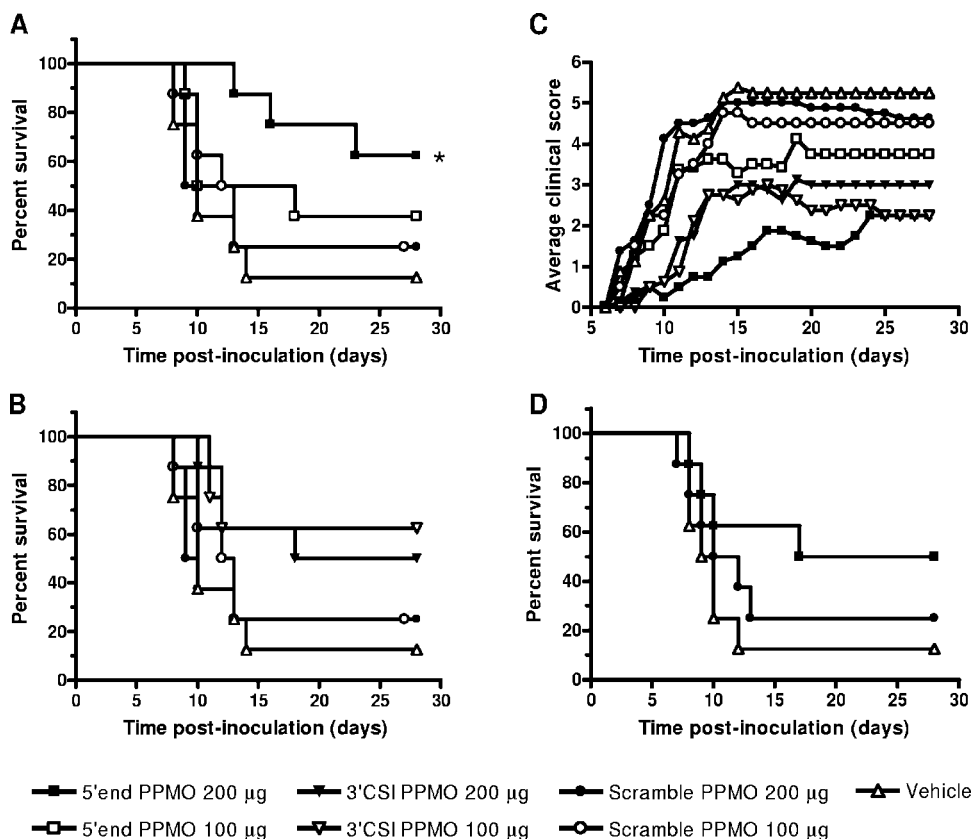 A
Percent survival
100
80
60
40
20
0
*
0 5 10 15 20 25 30
Time post-inoculation (days)
C
Average clinical score
6
5
4
3
2
1
0
5 10 15 20 25 30
Time post-inoculation (days)
B
Percent survival
100
80
60
40
20
0
0 5 10 15 20 25 30
Time post-inoculation (days)
D
Percent survival
100
80
60
40
20
0
0 5 10 15 20 25 30
Time post-inoculation (days)
5'end PPMO 200 µg 3'CSI PPMO 200 µg Scramble PPMO 200 µg Vehicle
5'end PPMO 100 µg 3'CSI PPMO 100 µg Scramble PPMO 100 µg